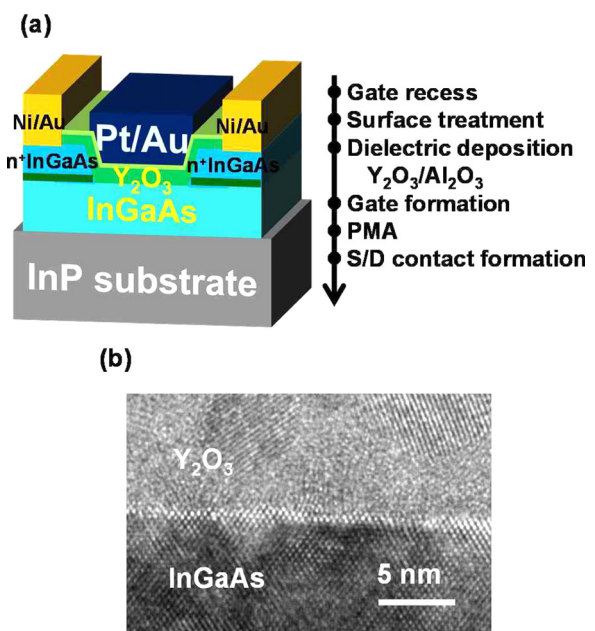 (a)
Ni/Au
Pt/Au
Ni/Au
n⁺InGaAs
n⁺InGaAs
Y₂O₃
InGaAs
InP substrate
Gate recess
Surface treatment
Dielectric deposition
Y₂O₃/Al₂O₃
Gate formation
PMA
S/D contact formation
(b)
Y₂O₃
InGaAs
5 nm